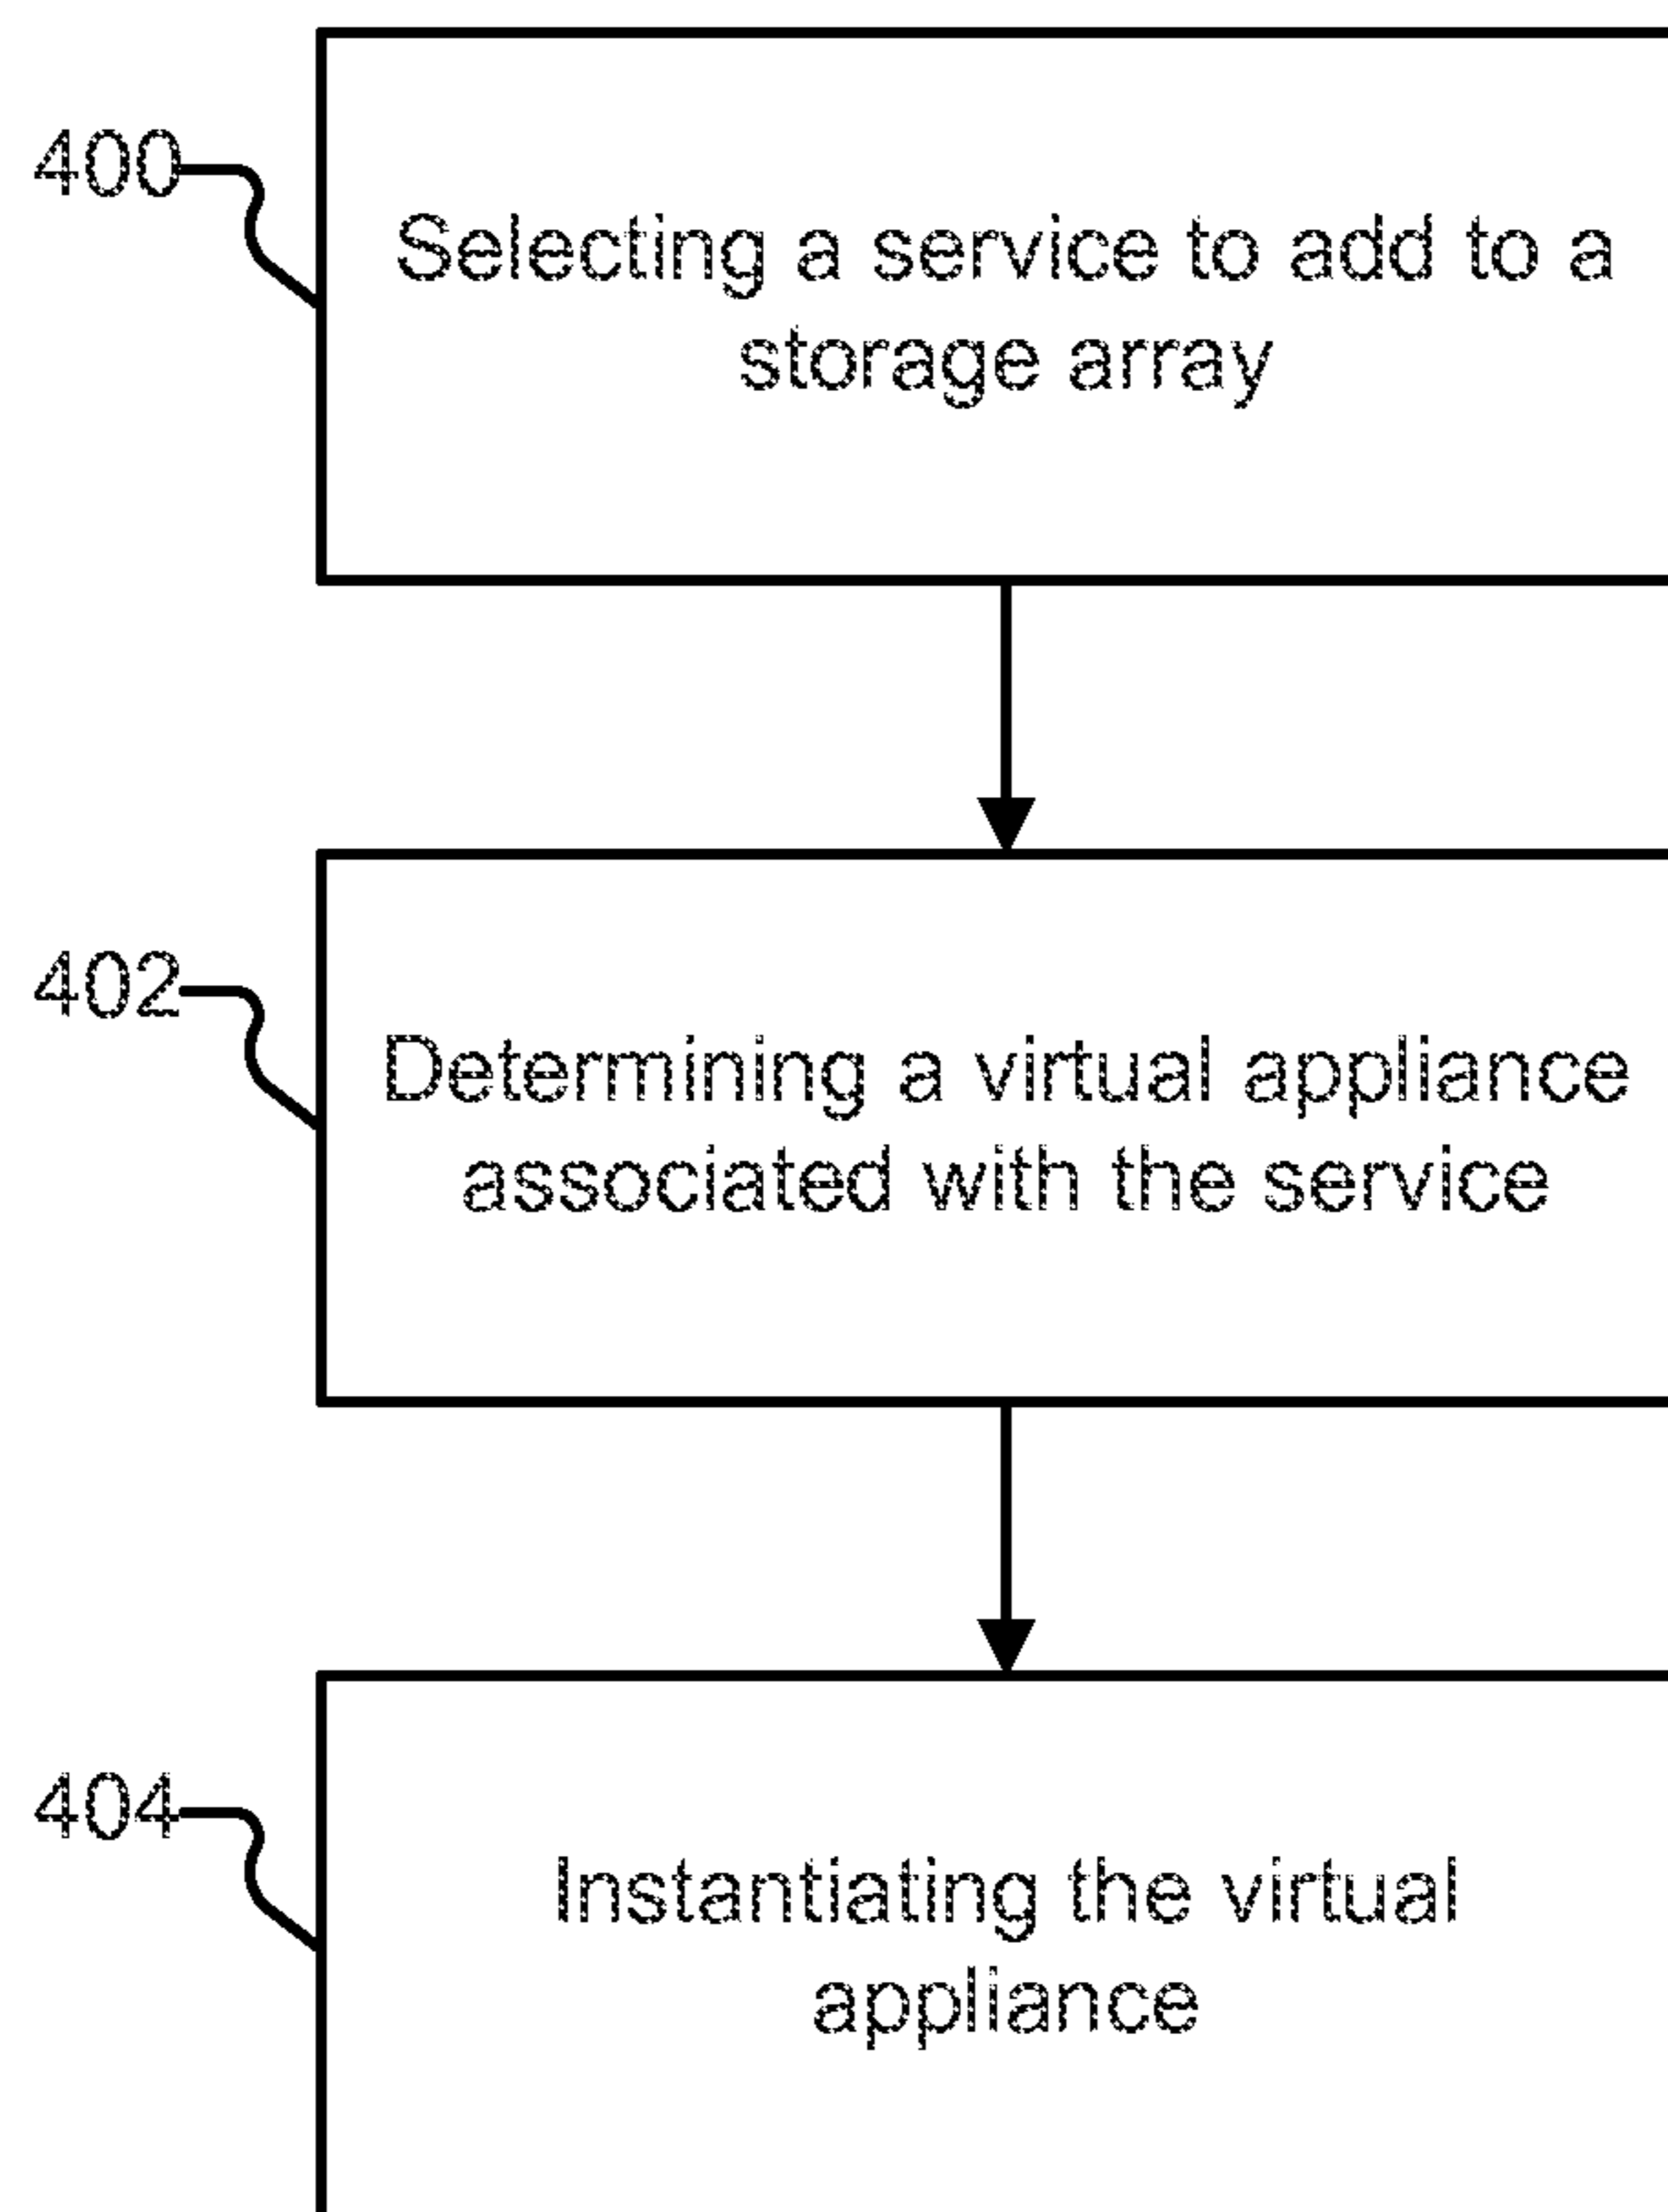 400
Selecting a service to add to a
storage array
402
Determining a virtual appliance
associated with the service
404
Instantiating the virtual
appliance